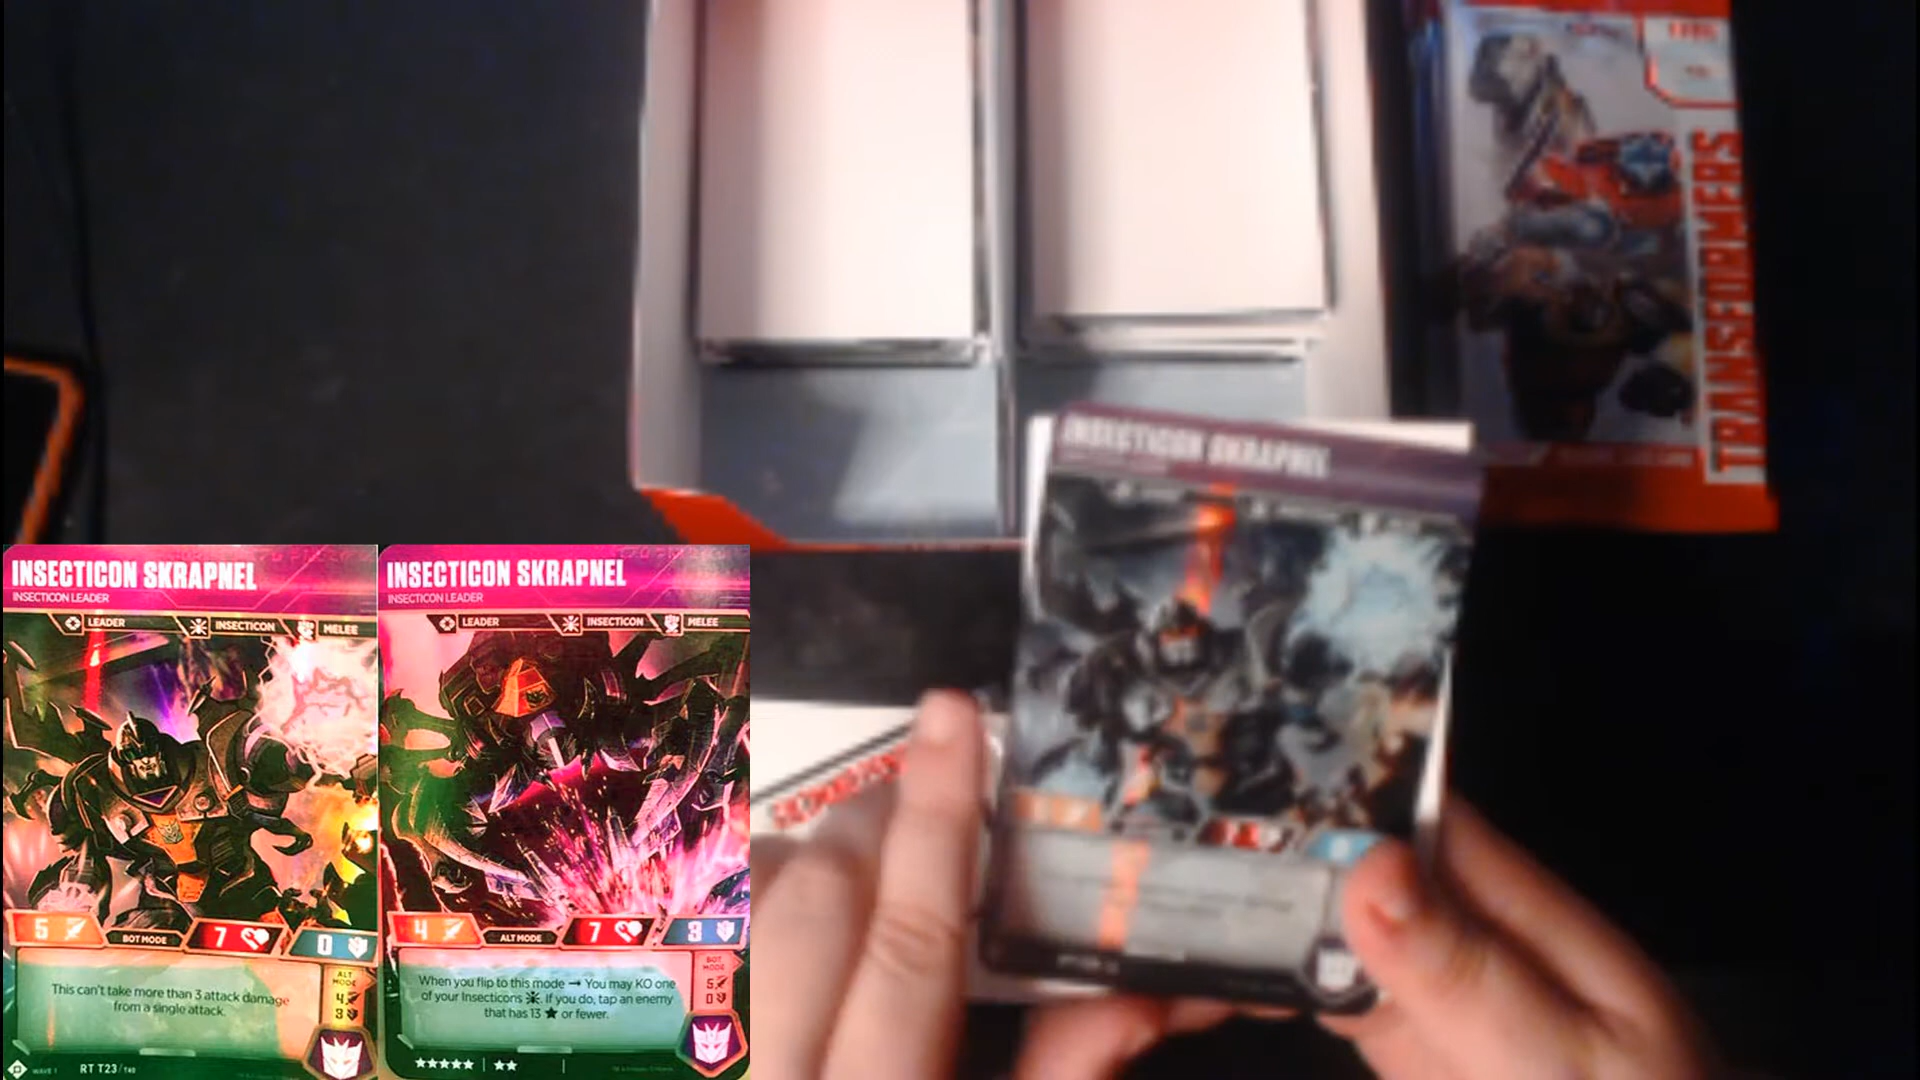 TRANSFORMERS
INSECTICON SKRAPNEL
INSECTICON SKRAPNEL
INSECTICON LEADER
LEADER
INSECTICON
MELEE
5
BOT MODE
7
0
This can't take more than 3 attack damage
from a single attack.
ALT
MODE
4
3
WAVE 1
RT T23/T40
INSECTICON SKRAPNEL
INSECTICON LEADER
LEADER
INSECTICON
MELEE
4
ALT MODE
7
3
When you flip to this mode → You may KO one
of your Insecticons. If you do, tap an enemy
that has 13 ★ or fewer.
BOT
MODE
5
0
★★★★★ | ★★